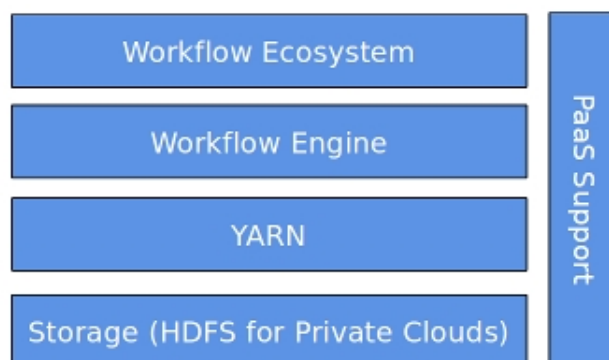 Workflow Ecosystem
Workflow Engine
YARN
Storage (HDFS for Private Clouds)
PaaS Support